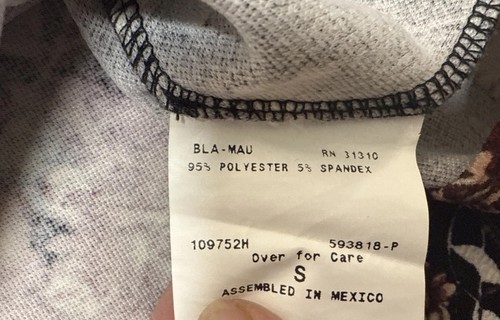 BLA-MAU RN 31310
95% POLYESTER 5% SPANDEX
109752H 593818-P
Over for Care
S
ASSEMBLED IN MEXICO